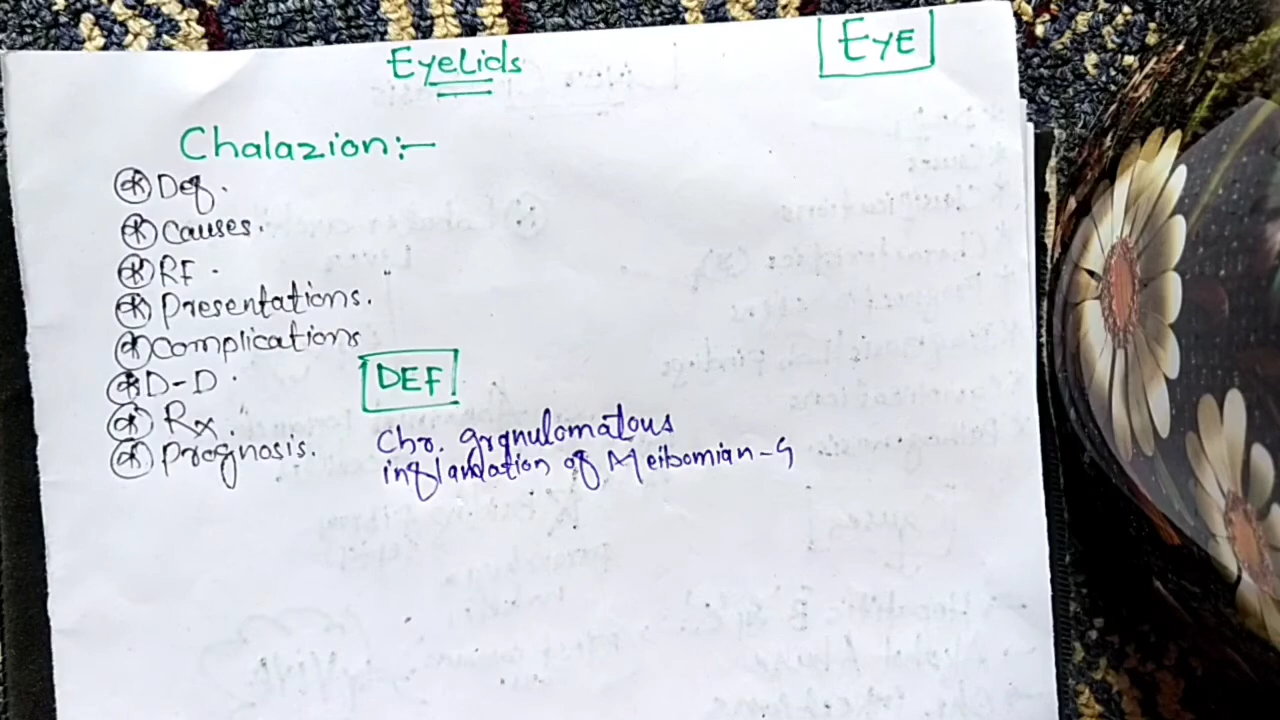 Eyelids
EYE
Chalazion:-
Def.
Causes.
RF.
Presentations.
Complications
D-D.
Rx.
Prognosis.
DEF
Chr. granulomatous
inflamation of Meibomian-G